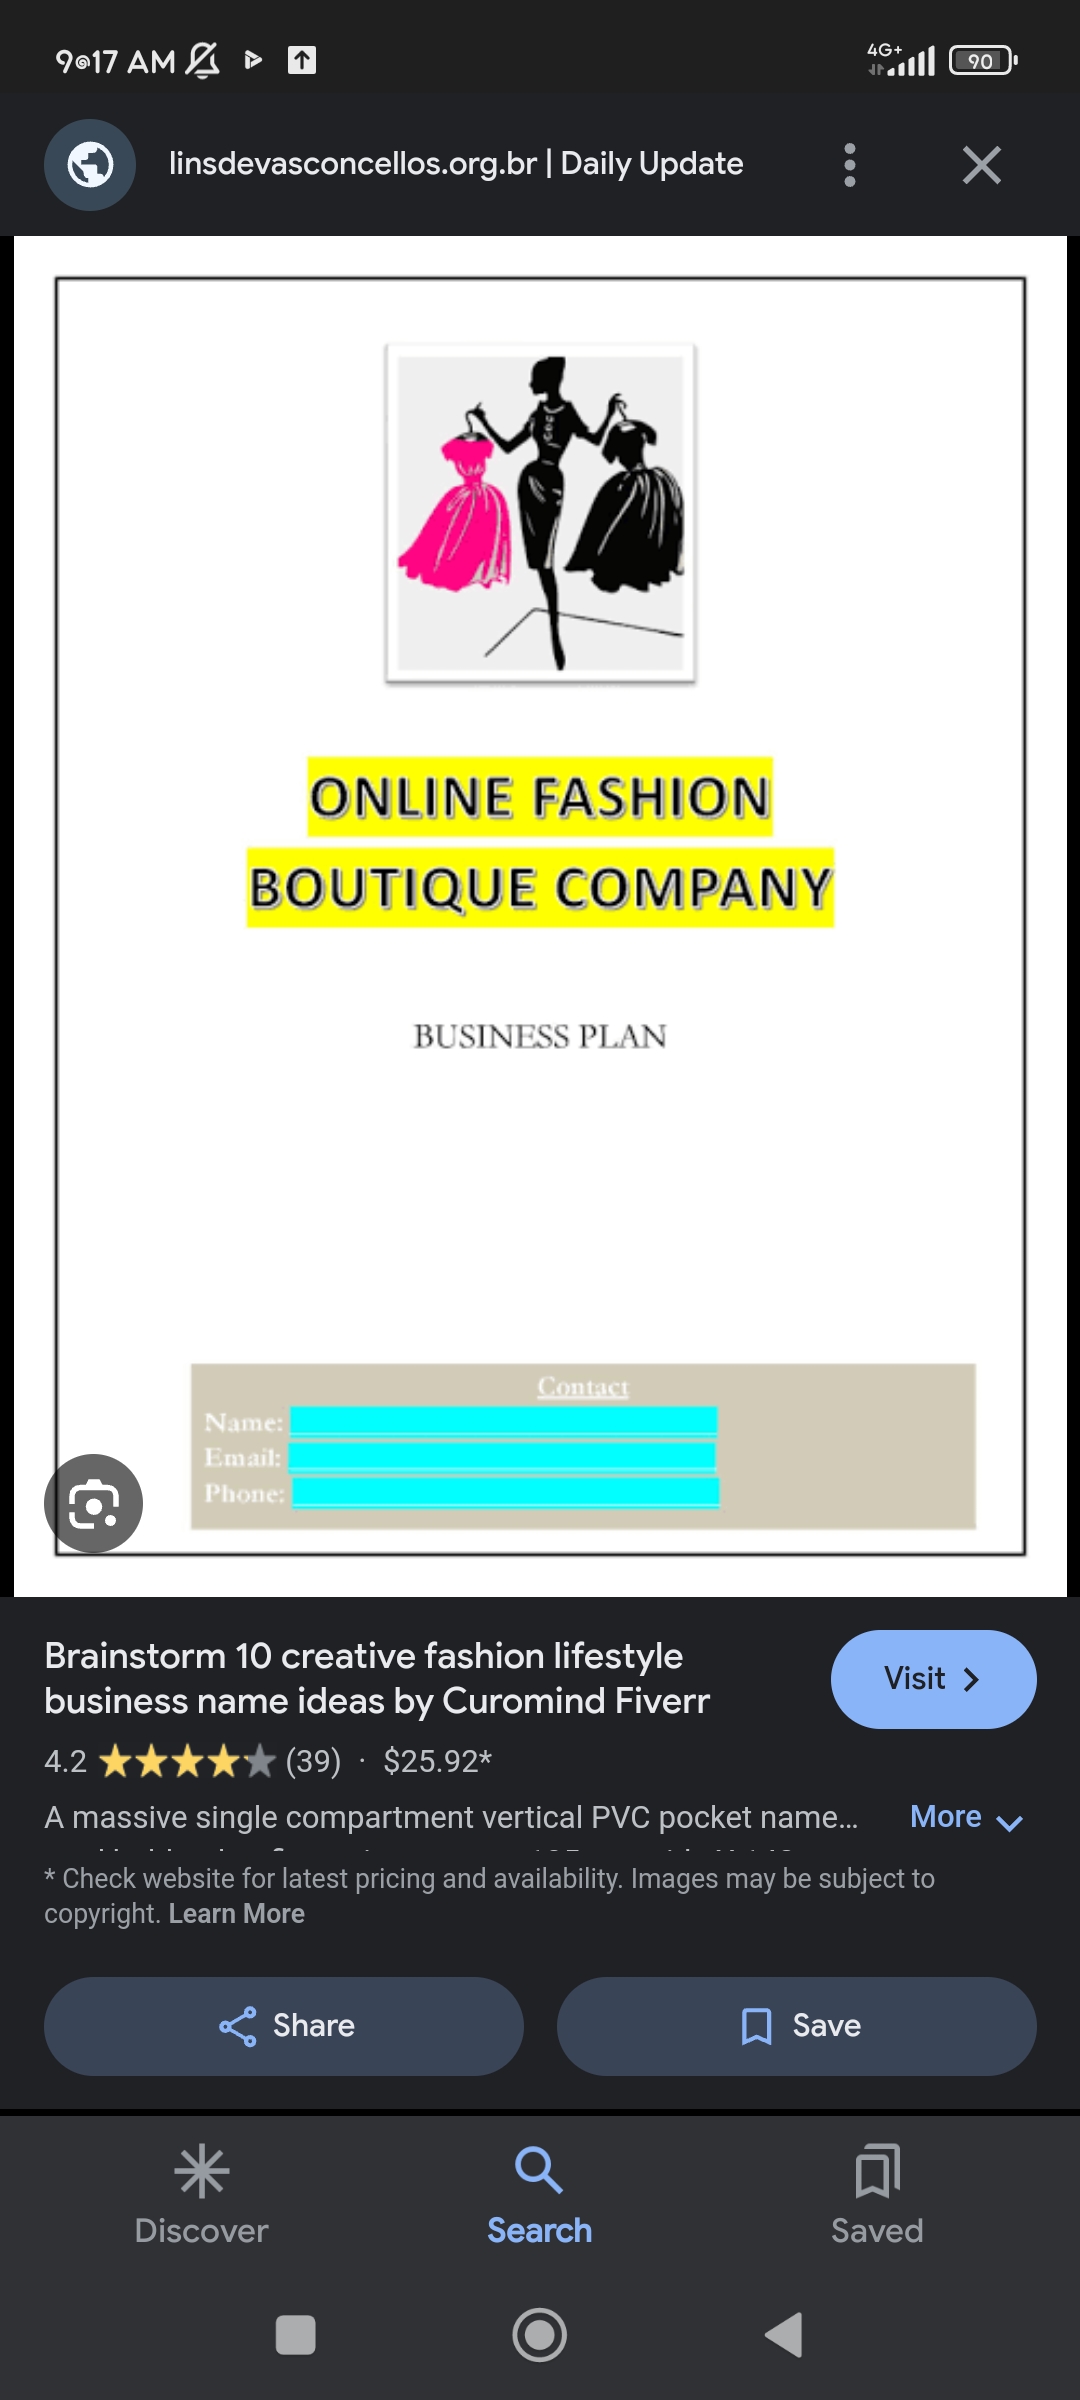 9:17 AM
4G+
90
linsdevasconcellos.org.br | Daily Update
ONLINE FASHION
BOUTIQUE COMPANY
BUSINESS PLAN
Contact
Name:
Email:
Phone:
Brainstorm 10 creative fashion lifestyle
business name ideas by Curomind Fiverr
Visit
4.2 (39) · $25.92*
A massive single compartment vertical PVC pocket name...
More
* Check website for latest pricing and availability. Images may be subject to
copyright. Learn More
Share
Save
Discover
Search
Saved